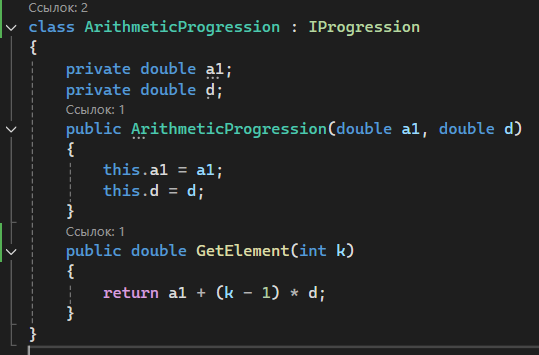 Ссылок: 2
class ArithmeticProgression : IProgression
{
private double a1;
private double d;
Ссылок: 1
public ArithmeticProgression(double a1, double d)
{
this.a1 = a1;
this.d = d;
}
Ссылок: 1
public double GetElement(int k)
{
return a1 + (k - 1) * d;
}
}